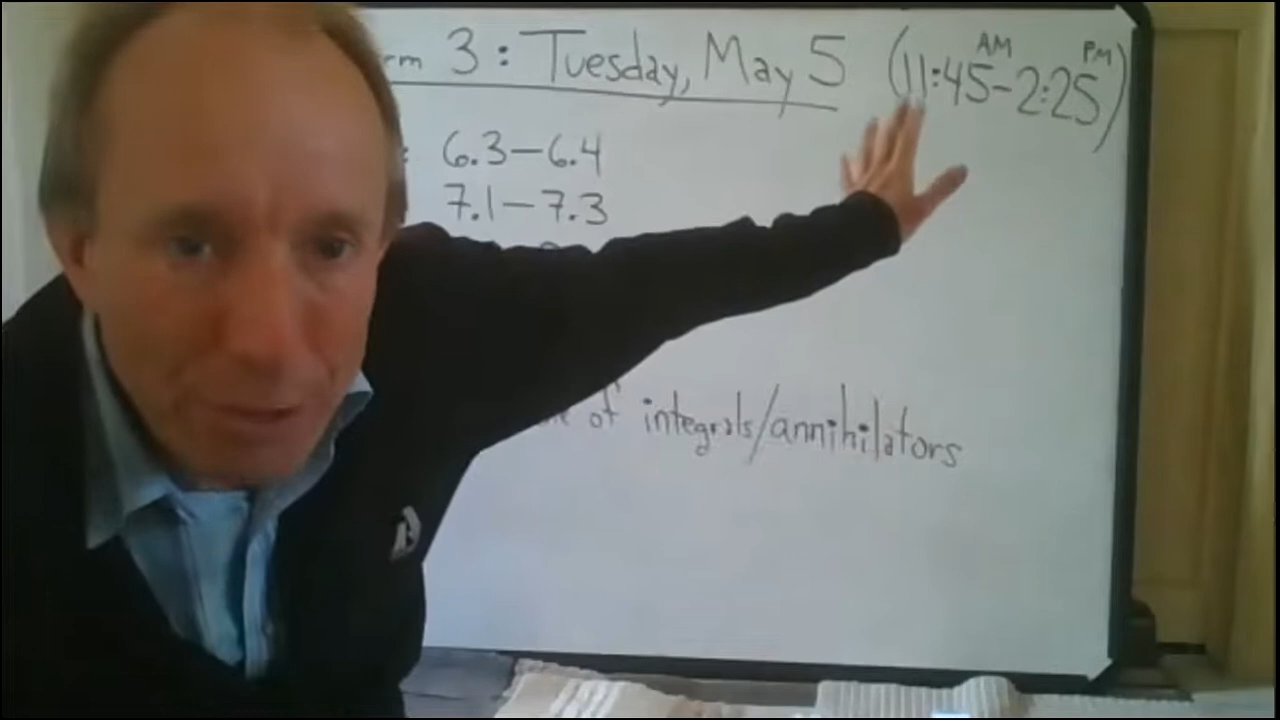 3: Tuesday, May 5 (11:45 AM-2:25 PM)
6.3-6.4
7.1-7.3
of integrals/annihilators